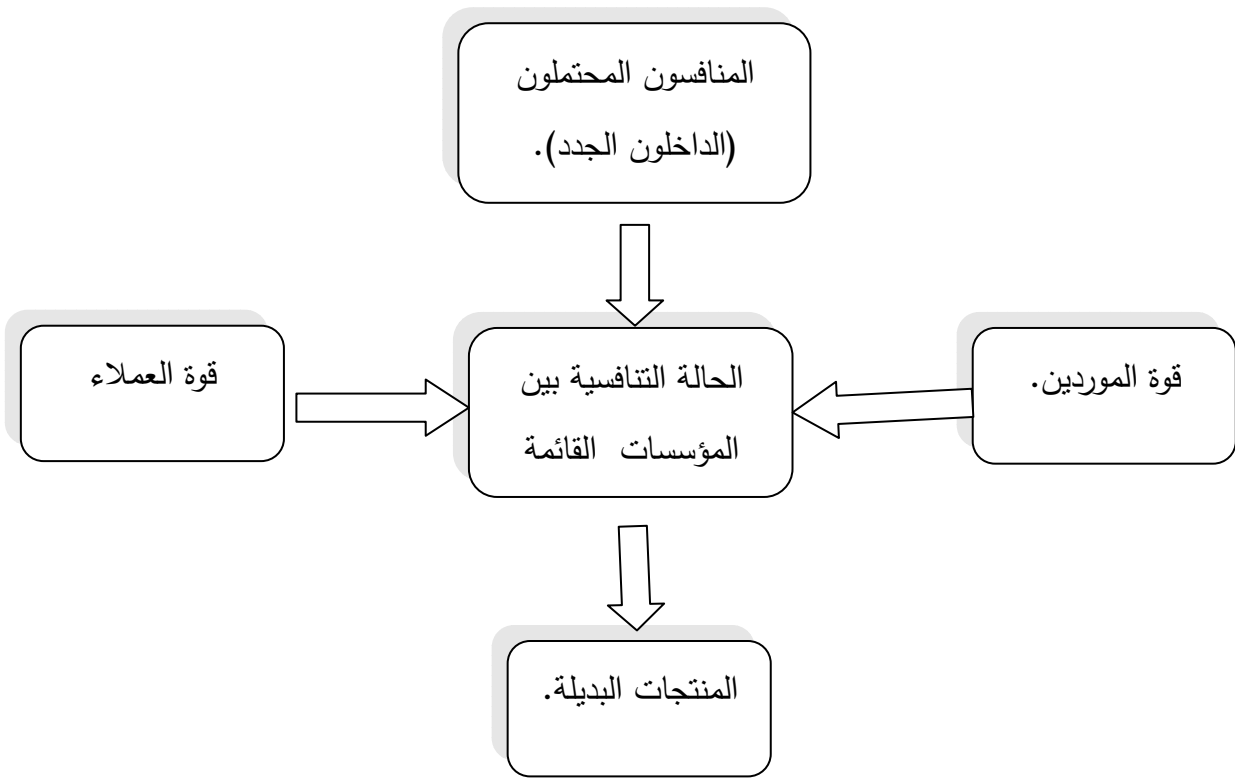 المنافسون المحتملون
(الداخلون الجدد).
قوة الموردين.
الحالة التنافسية بين
المؤسسات القائمة
قوة العملاء
المنتجات البديلة.